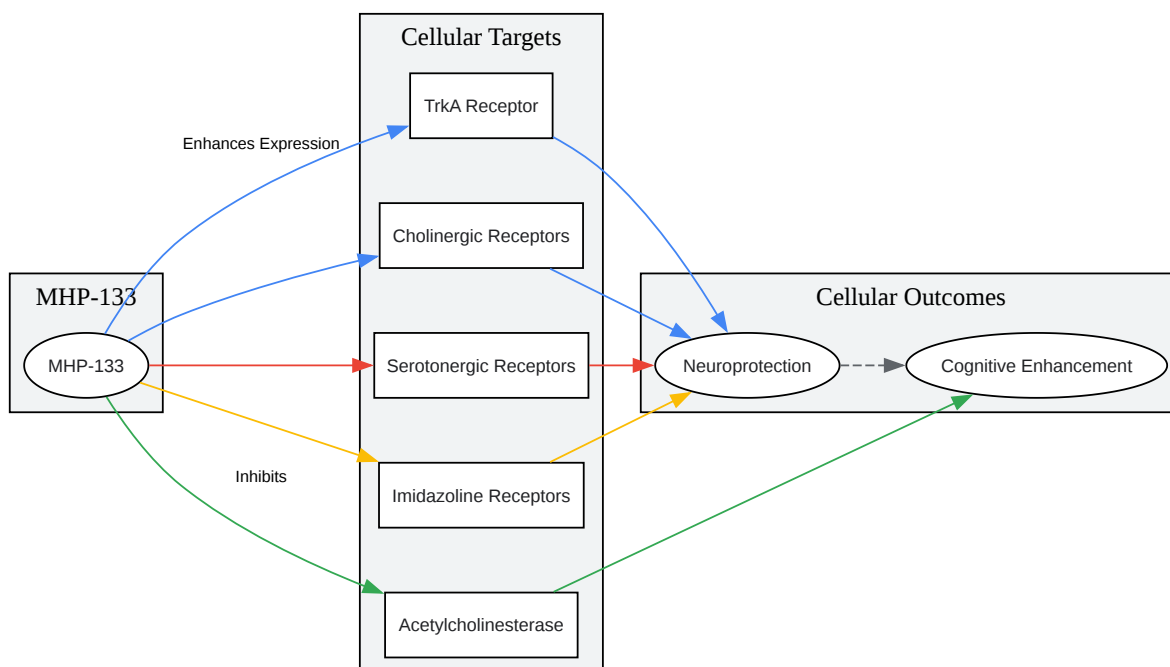 Cellular Targets
TrkA Receptor
Enhances Expression
Cholinergic Receptors
MHP-133
MHP-133
Serotonergic Receptors
Imidazoline Receptors
Inhibits
Acetylcholinesterase
Cellular Outcomes
Neuroprotection
Cognitive Enhancement